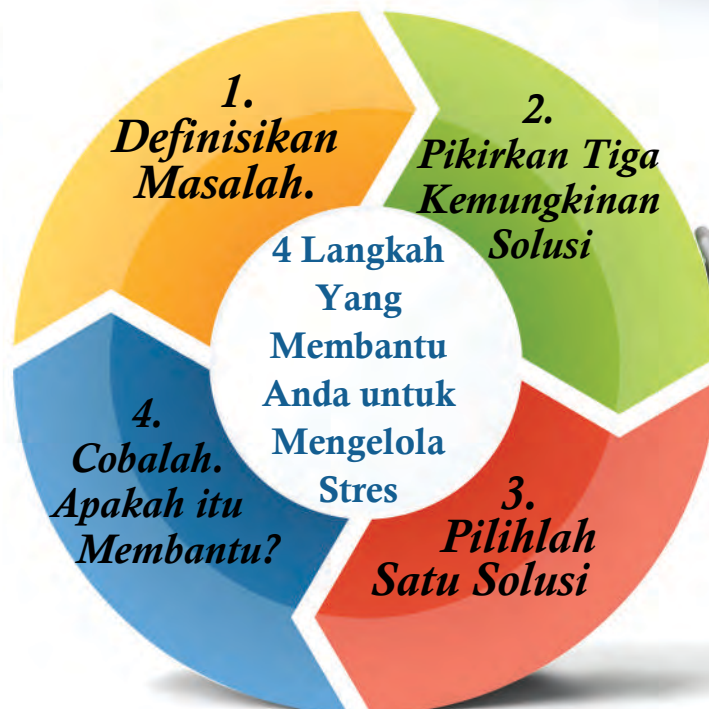 1.
Definisikan
Masalah.
2.
Pikirkan Tiga
Kemungkinan
Solusi
4 Langkah
Yang
Membantu
Anda untuk
Mengelola
Stres
3.
Pilihlah
Satu Solusi
4.
Cobalah.
Apakah itu
Membantu?